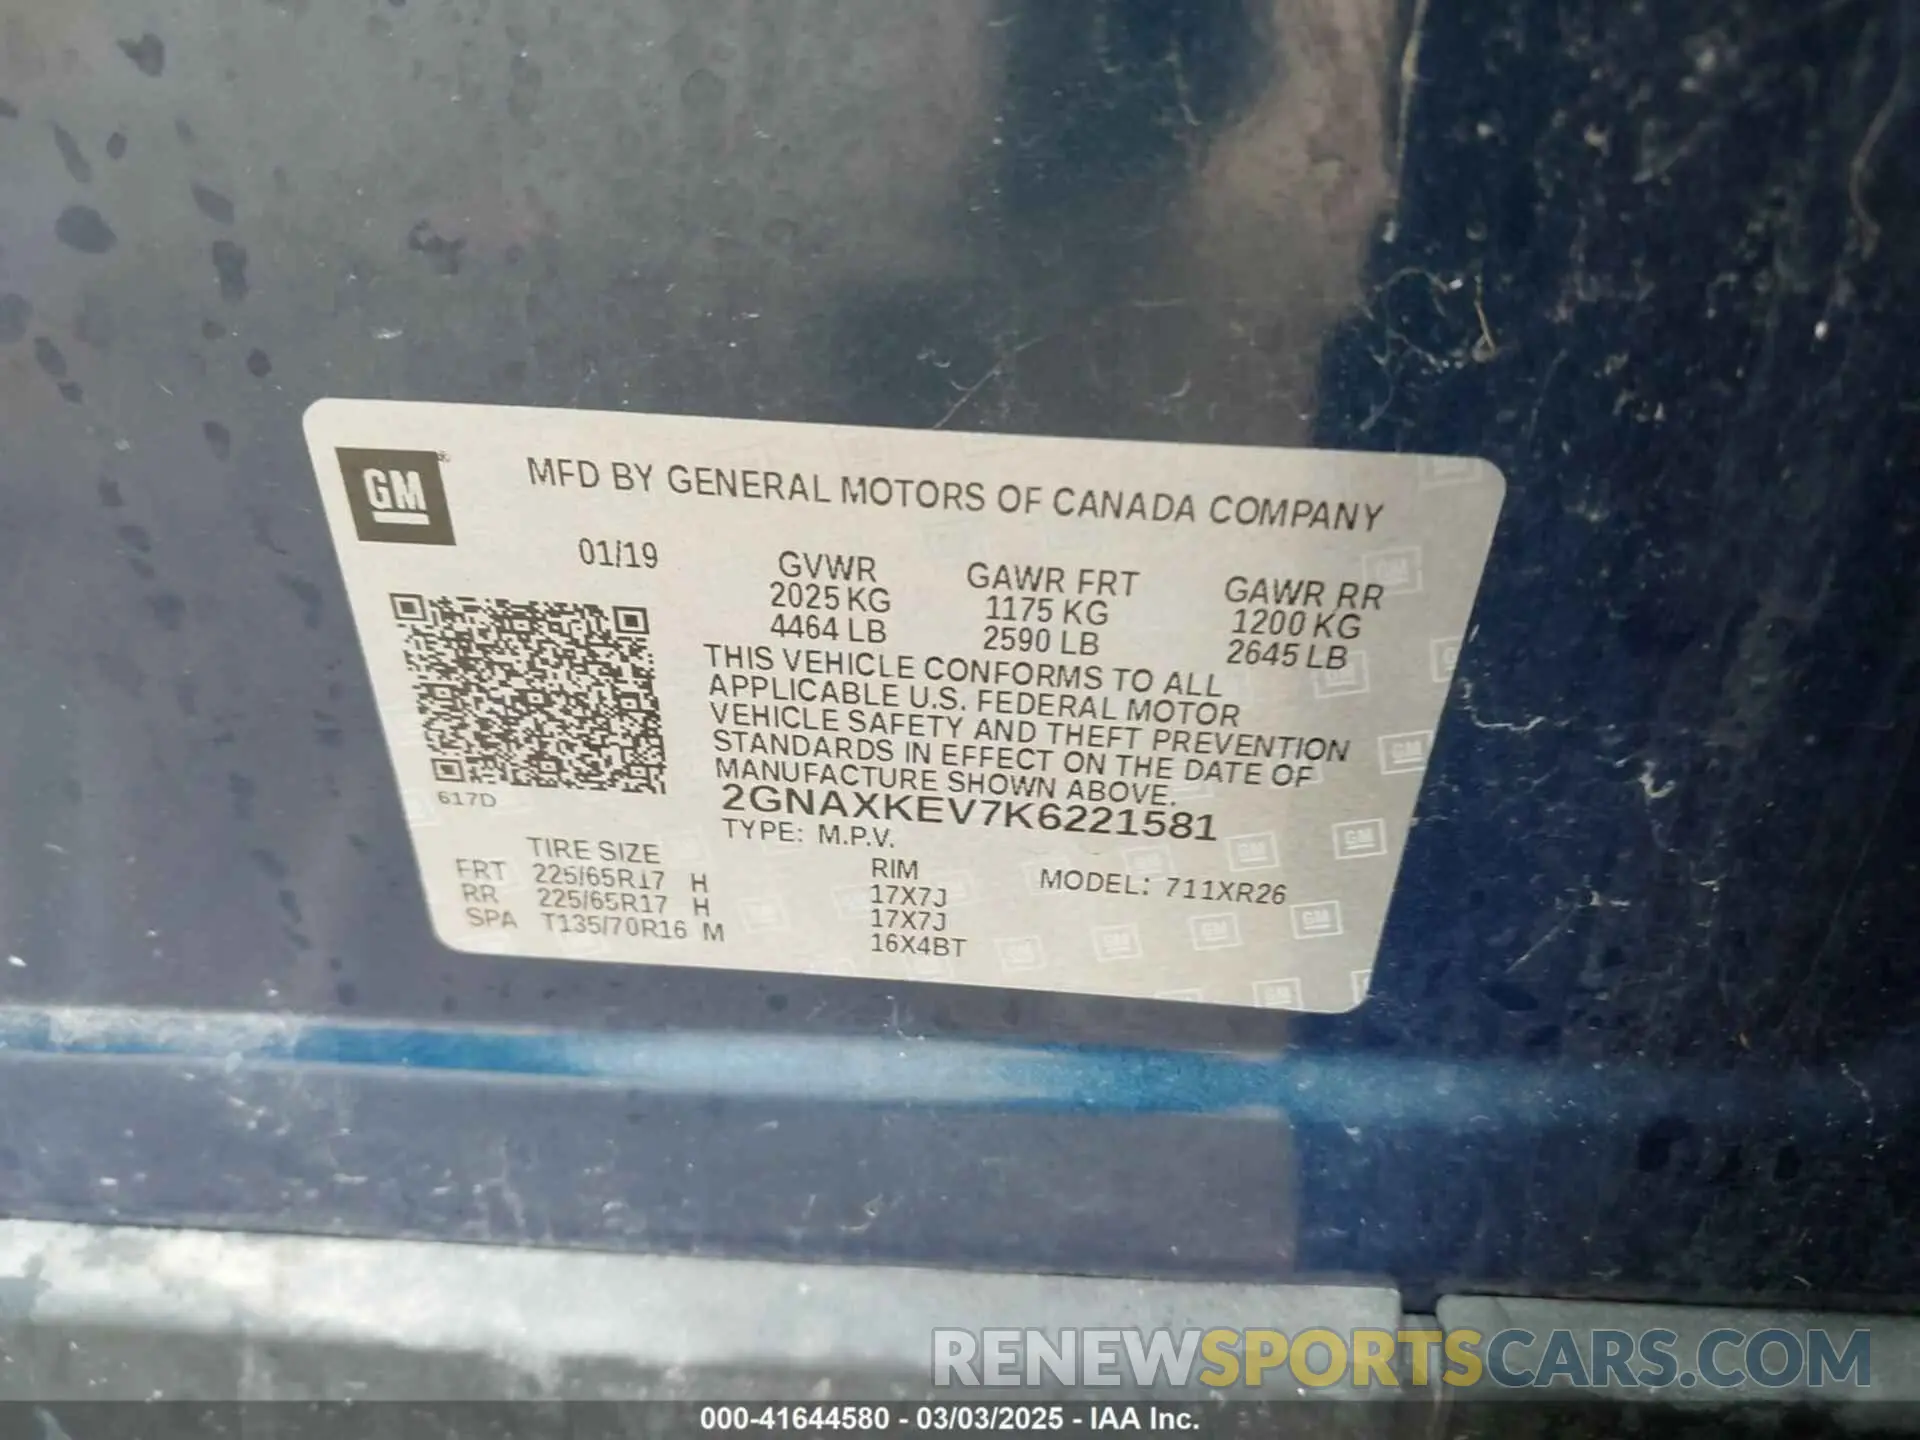 GM®
MFD BY GENERAL MOTORS OF CANADA COMPANY
01/19
GVWR GAWR FRT GAWR RR
2025 KG 1175 KG 1200 KG
4464 LB 2590 LB 2645 LB
THIS VEHICLE CONFORMS TO ALL
APPLICABLE U.S. FEDERAL MOTOR
VEHICLE SAFETY AND THEFT PREVENTION
STANDARDS IN EFFECT ON THE DATE OF
MANUFACTURE SHOWN ABOVE.
617D
2GNAXKEV7K6221581
TYPE: M.P.V.
TIRE SIZE RIM MODEL: 711XR26
FRT 225/65R17 H 17X7J
RR 225/65R17 H 17X7J
SPA T135/70R16 M 16X4BT
RENEWSPORTSCARS.COM
000-41644580 - 03/03/2025 - IAA Inc.